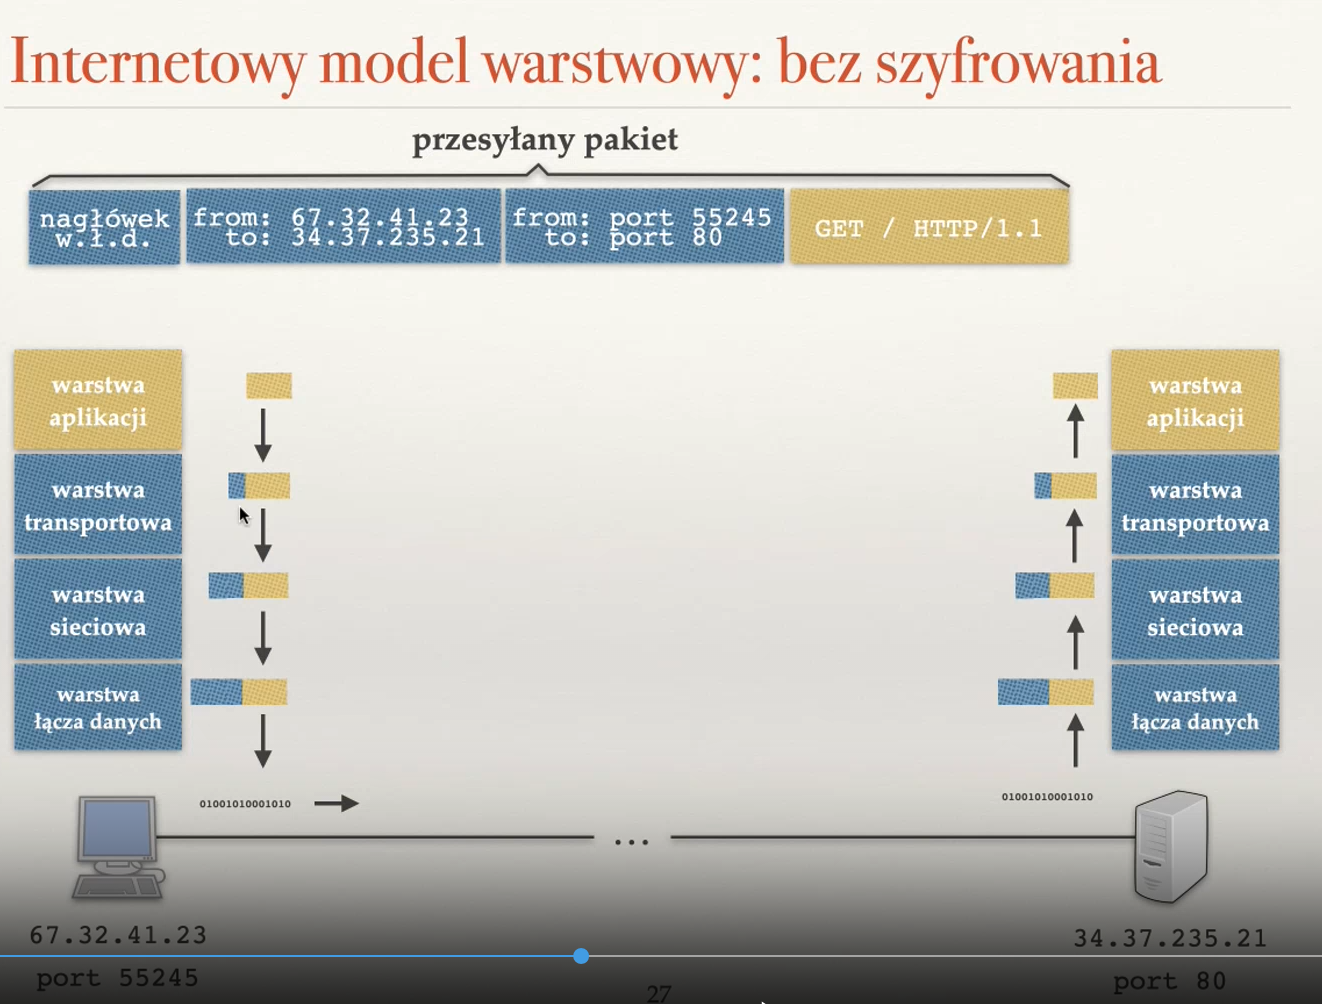 Internetowy model warstwowy: bez szyfrowania
przesyłany pakiet
nagłówek
w.ł.d.
from: 67.32.41.23
to: 34.37.235.21
from: port 55245
to: port 80
GET / HTTP/1.1
warstwa
aplikacji
warstwa
transportowa
warstwa
sieciowa
warstwa
łącza danych
warstwa
aplikacji
warstwa
transportowa
warstwa
sieciowa
warstwa
łącza danych
01001010001010
01001010001010
...
67.32.41.23
port 55245
34.37.235.21
port 80
27